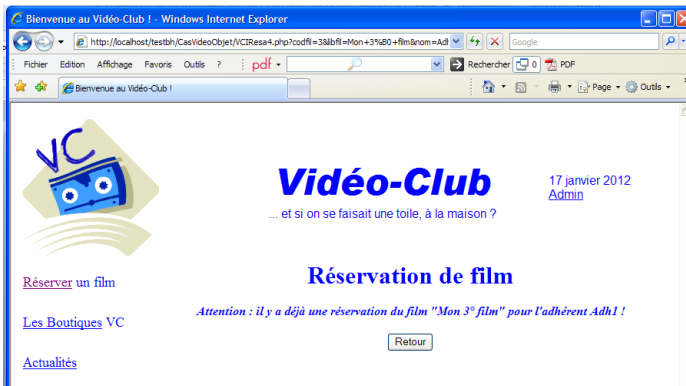 Bienvenue au Vidéo-Club ! - Windows Internet Explorer
http://localhost/testbh/CasVideoObjet/VCIResa4.php?codfil=3&libfil=Mon+3%B0+film&nom=Adl
Google
Fichier Edition Affichage Favoris Outils ? pdf Rechercher 0 PDF
Bienvenue au Vidéo-Club !
Page Outils
VC
Vidéo-Club
17 janvier 2012
Admin
... et si on se faisait une toile, à la maison ?
Réservation de film
Réserver un film
Attention : il y a déjà une réservation du film "Mon 3° film" pour l'adhérent Adh1 !
Les Boutiques VC
Retour
Actualités